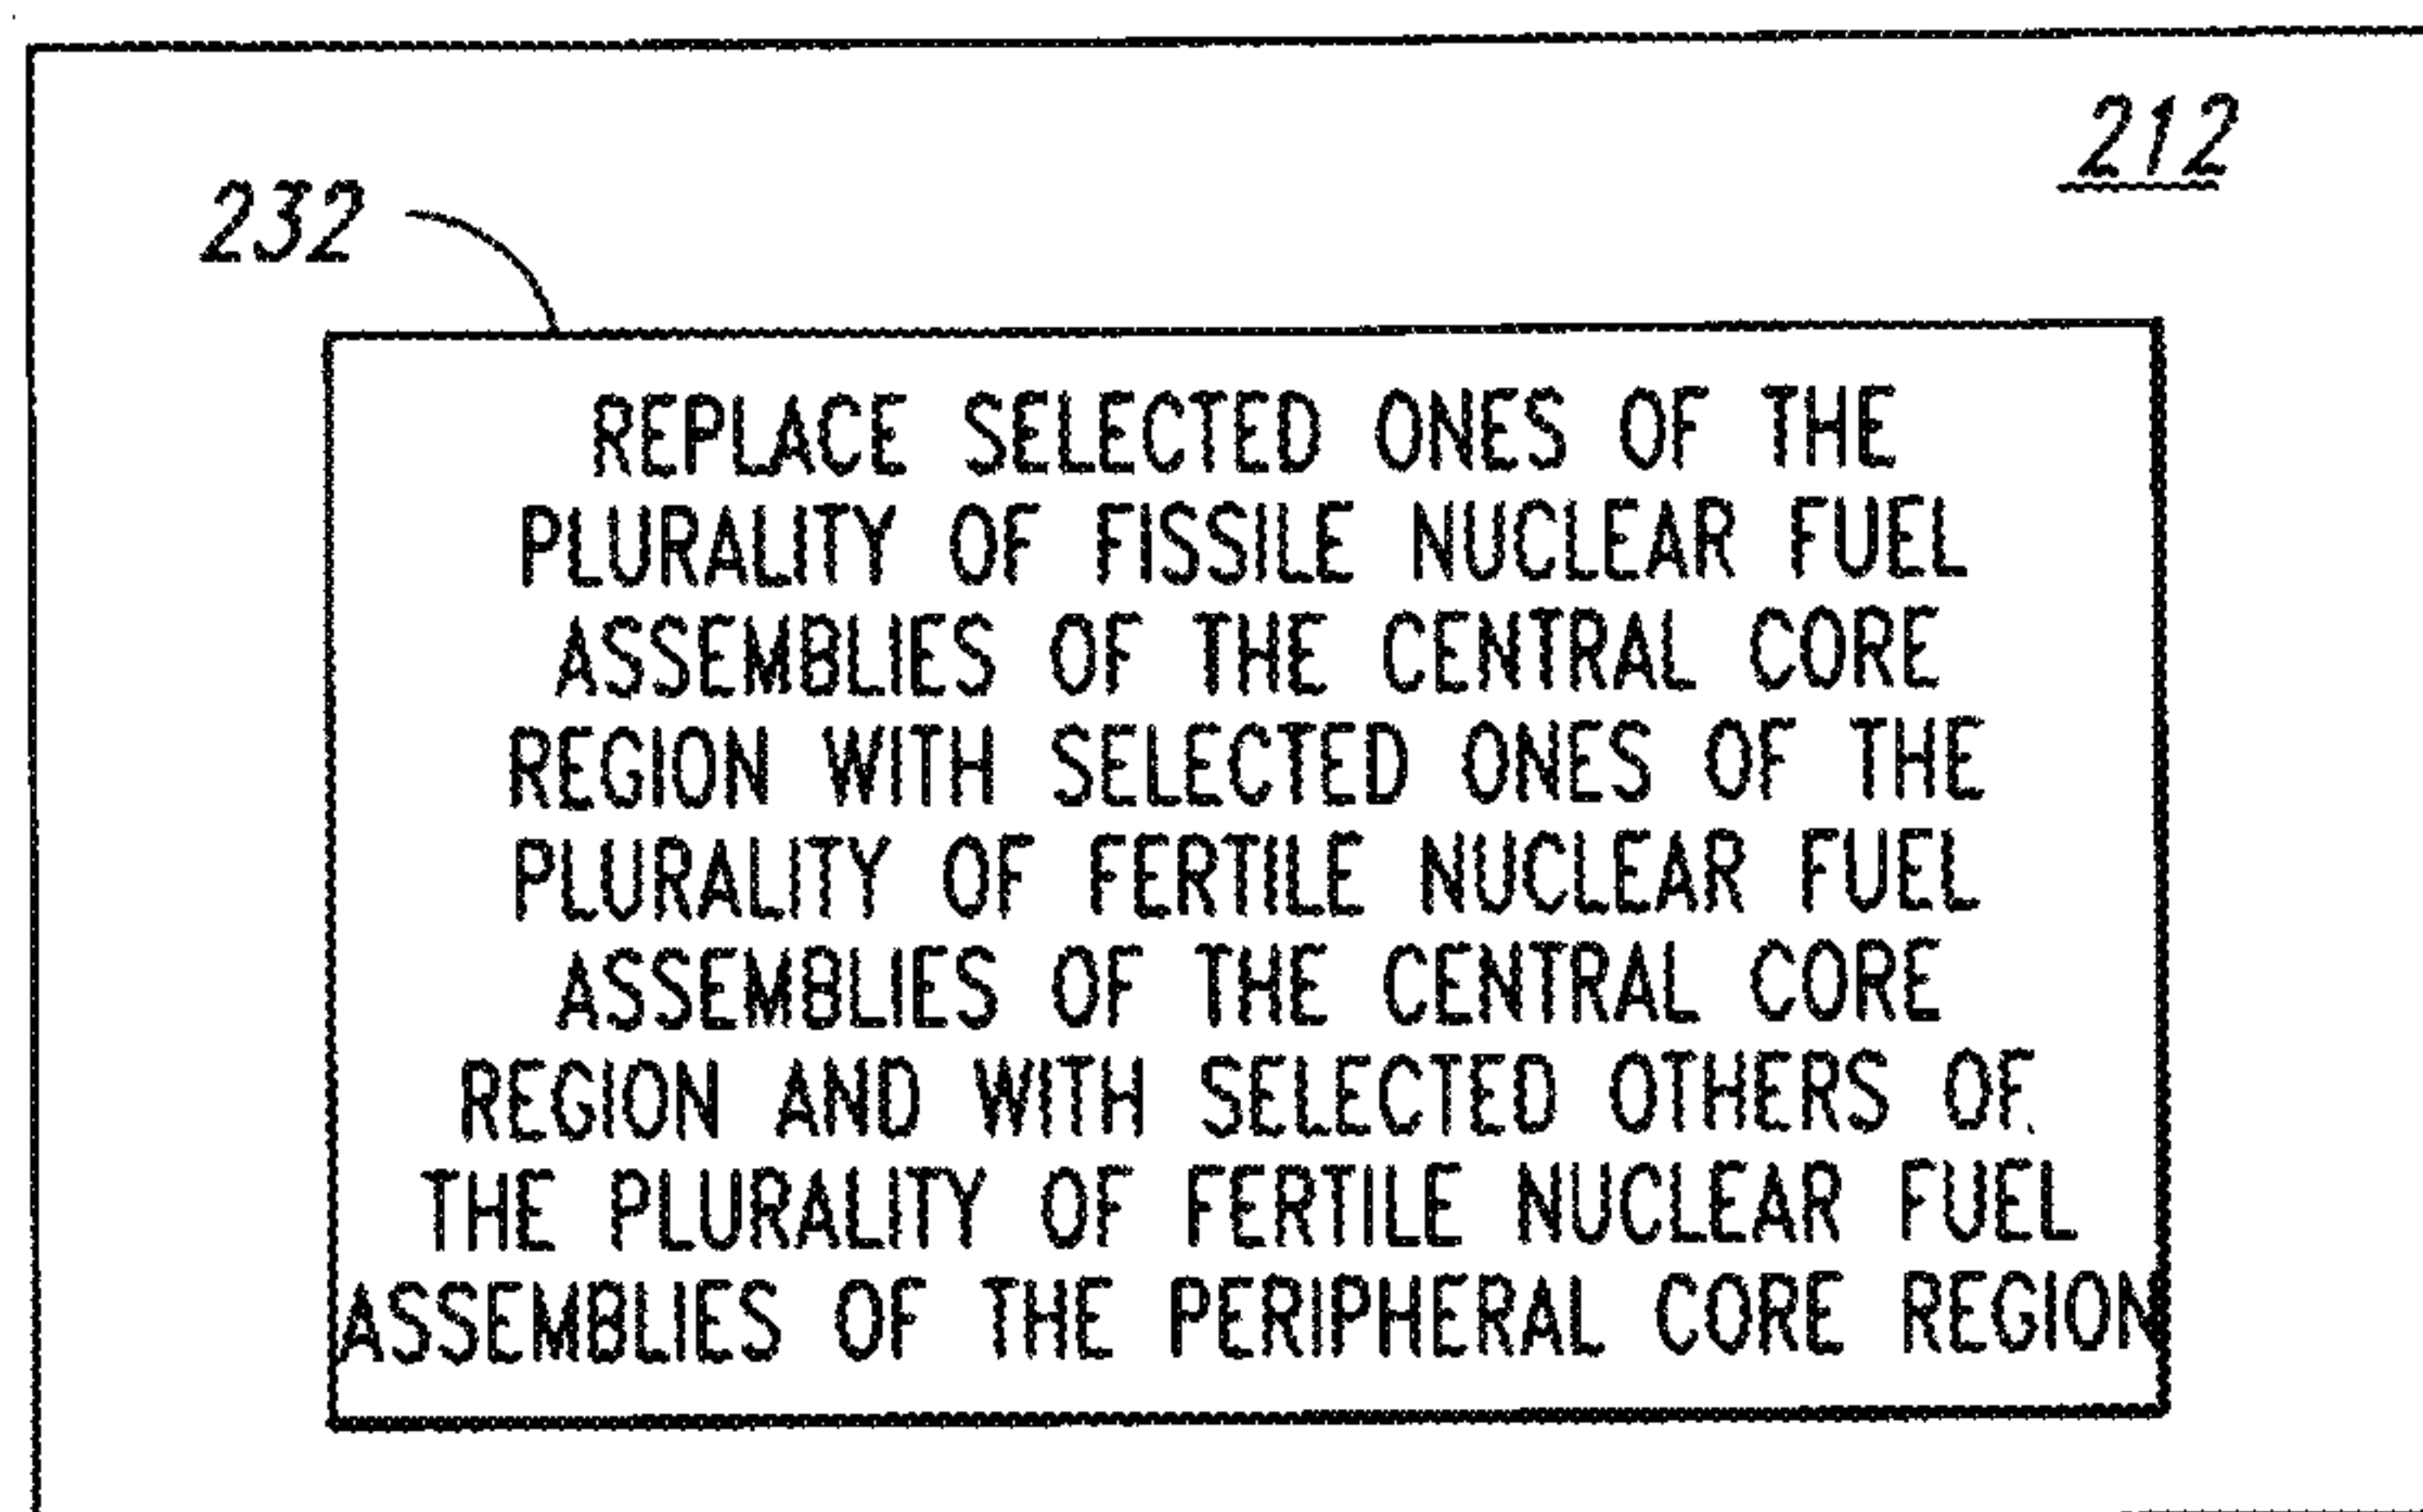 212
232
REPLACE SELECTED ONES OF THE
PLURALITY OF FISSILE NUCLEAR FUEL
ASSEMBLIES OF THE CENTRAL CORE
REGION WITH SELECTED ONES OF THE
PLURALITY OF FERTILE NUCLEAR FUEL
ASSEMBLIES OF THE CENTRAL CORE
REGION AND WITH SELECTED OTHERS OF
THE PLURALITY OF FERTILE NUCLEAR FUEL
ASSEMBLIES OF THE PERIPHERAL CORE REGION